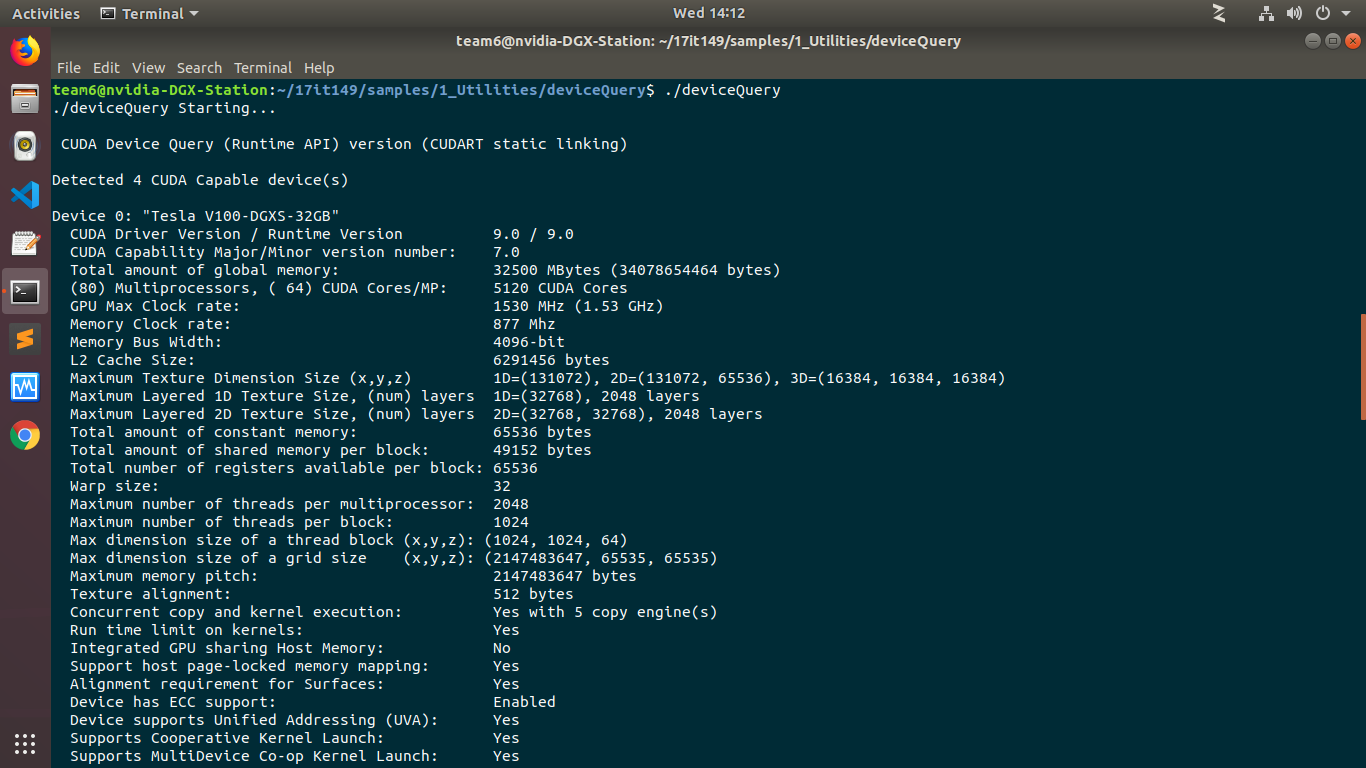 Activities Terminal Wed 14:12
team6@nvidia-DGX-Station: ~/17it149/samples/1_Utilities/deviceQuery
File Edit View Search Terminal Help
team6@nvidia-DGX-Station:~/17it149/samples/1_Utilities/deviceQuery$ ./deviceQuery
./deviceQuery Starting...
CUDA Device Query (Runtime API) version (CUDART static linking)
Detected 4 CUDA Capable device(s)
Device 0: "Tesla V100-DGXS-32GB"
CUDA Driver Version / Runtime Version 9.0 / 9.0
CUDA Capability Major/Minor version number: 7.0
Total amount of global memory: 32500 MBytes (34078654464 bytes)
(80) Multiprocessors, ( 64) CUDA Cores/MP: 5120 CUDA Cores
GPU Max Clock rate: 1530 MHz (1.53 GHz)
Memory Clock rate: 877 Mhz
Memory Bus Width: 4096-bit
L2 Cache Size: 6291456 bytes
Maximum Texture Dimension Size (x,y,z) 1D=(131072), 2D=(131072, 65536), 3D=(16384, 16384, 16384)
Maximum Layered 1D Texture Size, (num) layers 1D=(32768), 2048 layers
Maximum Layered 2D Texture Size, (num) layers 2D=(32768, 32768), 2048 layers
Total amount of constant memory: 65536 bytes
Total amount of shared memory per block: 49152 bytes
Total number of registers available per block: 65536
Warp size: 32
Maximum number of threads per multiprocessor: 2048
Maximum number of threads per block: 1024
Max dimension size of a thread block (x,y,z): (1024, 1024, 64)
Max dimension size of a grid size (x,y,z): (2147483647, 65535, 65535)
Maximum memory pitch: 2147483647 bytes
Texture alignment: 512 bytes
Concurrent copy and kernel execution: Yes with 5 copy engine(s)
Run time limit on kernels: Yes
Integrated GPU sharing Host Memory: No
Support host page-locked memory mapping: Yes
Alignment requirement for Surfaces: Yes
Device has ECC support: Enabled
Device supports Unified Addressing (UVA): Yes
Supports Cooperative Kernel Launch: Yes
Supports MultiDevice Co-op Kernel Launch: Yes